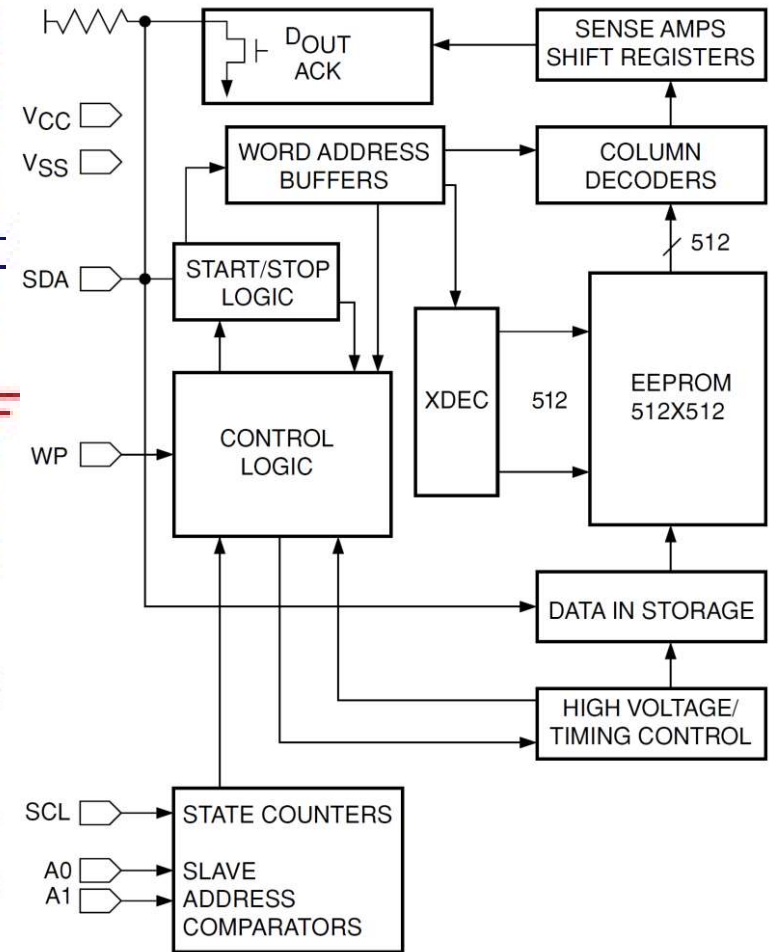 DOUT
ACK
SENSE AMPS
SHIFT REGISTERS
VCC
VSS
WORD ADDRESS
BUFFERS
COLUMN
DECODERS
512
SDA
START/STOP
LOGIC
XDEC
512
EEPROM
512X512
WP
CONTROL
LOGIC
DATA IN STORAGE
HIGH VOLTAGE/
TIMING CONTROL
SCL
STATE COUNTERS
A0
SLAVE
A1
ADDRESS
COMPARATORS